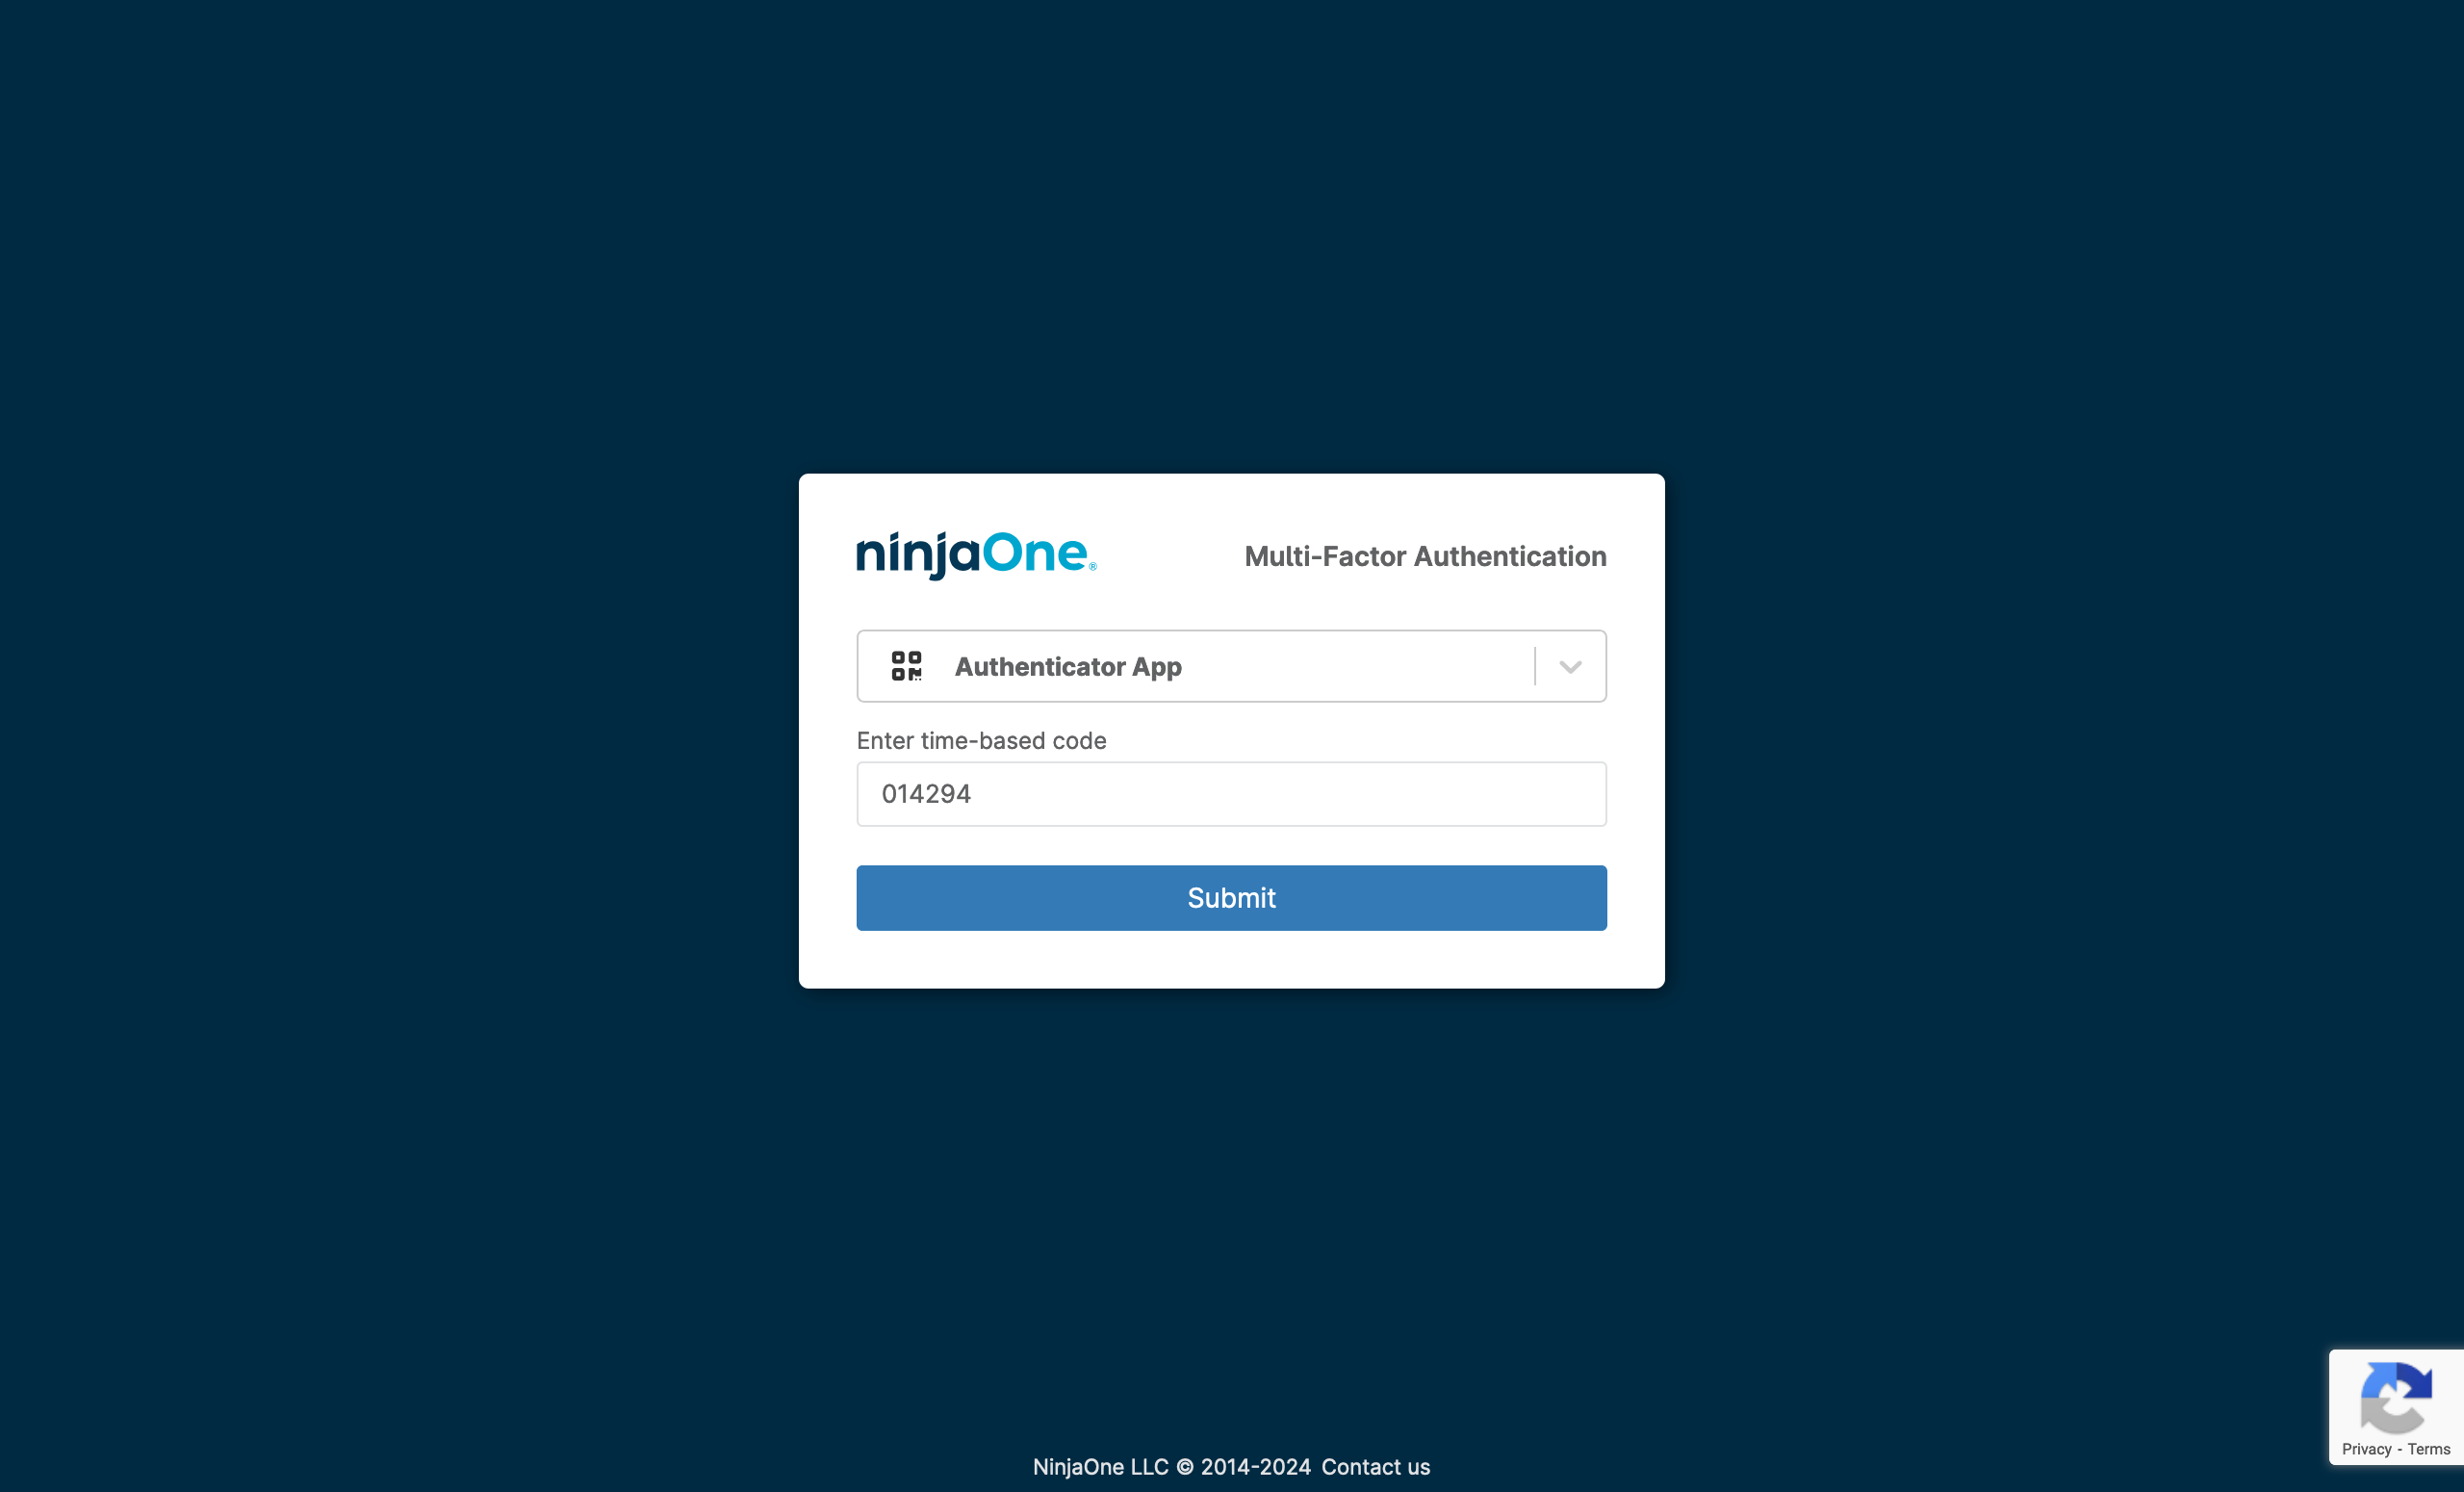 ninjaOne®
Multi-Factor Authentication
Authenticator App
Enter time-based code
014294
Submit
Privacy - Terms
NinjaOne LLC © 2014-2024 Contact us